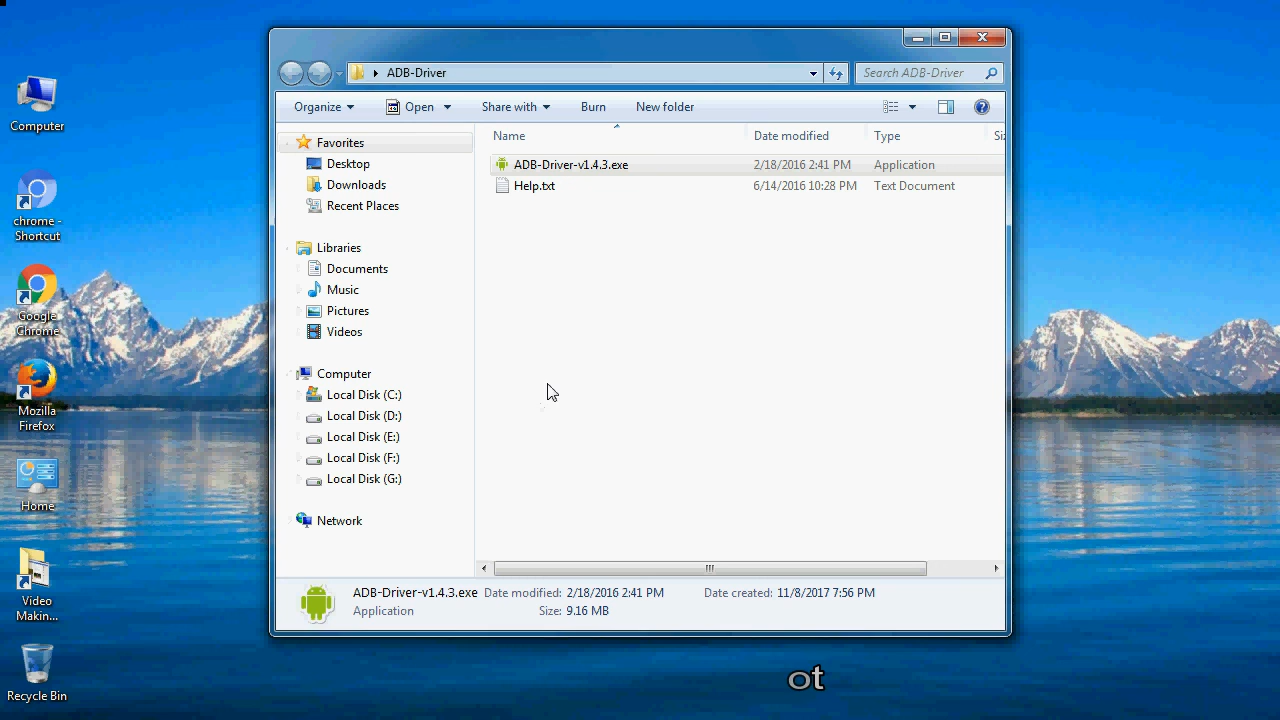 ADB-Driver
Search ADB-Driver
Organize
Open
Share with
Burn
New folder
Name
Date modified
Type
Siz
ADB-Driver-v1.4.3.exe
2/18/2016 2:41 PM
Application
Help.txt
6/14/2016 10:28 PM
Text Document
Favorites
Desktop
Downloads
Recent Places
Libraries
Documents
Music
Pictures
Videos
Computer
Local Disk (C:)
Local Disk (D:)
Local Disk (E:)
Local Disk (F:)
Local Disk (G:)
Network
ADB-Driver-v1.4.3.exe
Date modified: 2/18/2016 2:41 PM
Date created: 11/8/2017 7:56 PM
Application
Size: 9.16 MB
Computer
chrome -
Shortcut
Google
Chrome
Mozilla
Firefox
Home
Video
Makin...
Recycle Bin
ot